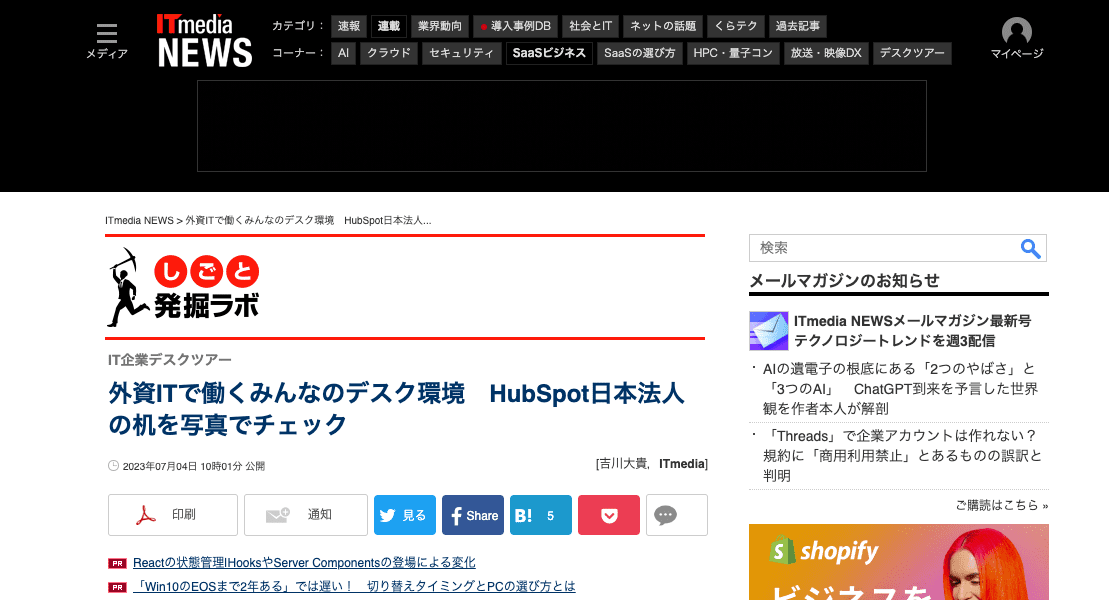 メディア
ITmedia
NEWS
カテゴリ： 速報 連載 業界動向 導入事例DB 社会とIT ネットの話題 くらテク 過去記事
コーナー： AI クラウド セキュリティ SaaSビジネス SaaSの選び方 HPC・量子コン 放送・映像DX デスクツアー
マイページ
ITmedia NEWS > 外資ITで働くみんなのデスク環境　HubSpot日本法人...
しごと
発掘ラボ
IT企業デスクツアー
外資ITで働くみんなのデスク環境　HubSpot日本法人
の机を写真でチェック
2023年07月04日 10時01分 公開
[吉川大貴，ITmedia]
印刷 通知 見る Share B! 5
PR Reactの状態管理IHooksやServer Componentsの登場による変化
PR 「Win10のEOSまで2年ある」では遅い！　切り替えタイミングとPCの選び方とは
検索
メールマガジンのお知らせ
ITmedia NEWSメールマガジン最新号
テクノロジートレンドを週3配信
・AIの遺電子の根底にある「2つのやばさ」と
「3つのAI」　ChatGPT到来を予言した世界
観を作者本人が解剖
・「Threads」で企業アカウントは作れない？
規約に「商用利用禁止」とあるものの誤訳と
判明
ご購読はこちら »
shopify
ビジネスを